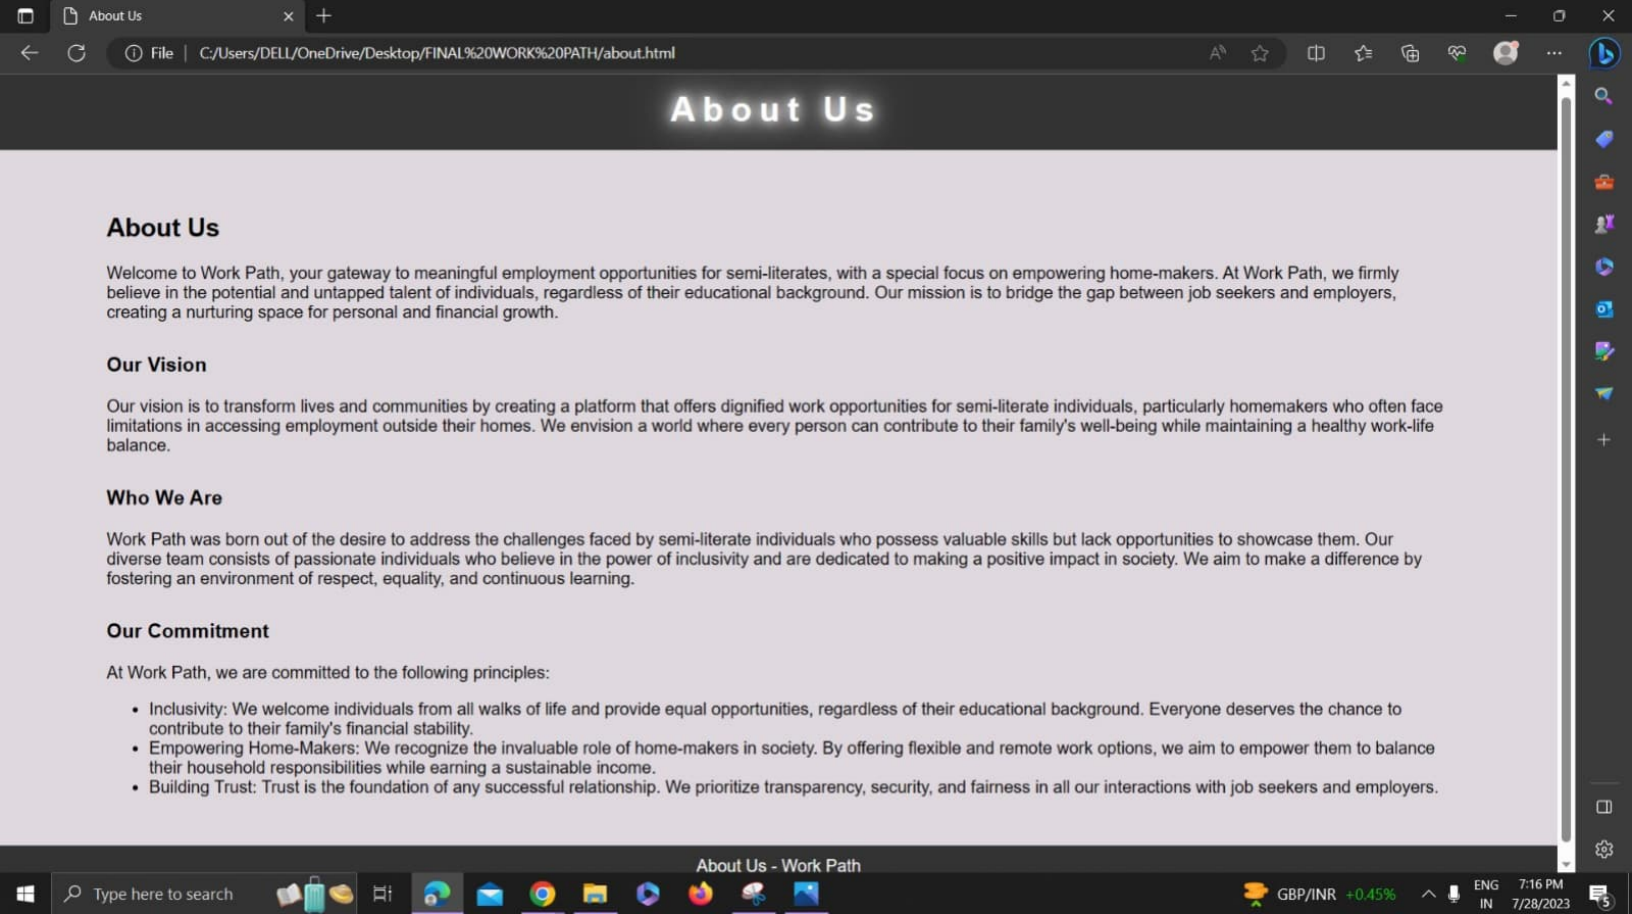 About Us
File
C:/Users/DELL/OneDrive/Desktop/FINAL%20WORK%20PATH/about.html
About Us
About Us
Welcome to Work Path, your gateway to meaningful employment opportunities for semi-literates, with a special focus on empowering home-makers. At Work Path, we firmly
believe in the potential and untapped talent of individuals, regardless of their educational background. Our mission is to bridge the gap between job seekers and employers,
creating a nurturing space for personal and financial growth.
Our Vision
Our vision is to transform lives and communities by creating a platform that offers dignified work opportunities for semi-literate individuals, particularly homemakers who often face
limitations in accessing employment outside their homes. We envision a world where every person can contribute to their family's well-being while maintaining a healthy work-life
balance.
Who We Are
Work Path was born out of the desire to address the challenges faced by semi-literate individuals who possess valuable skills but lack opportunities to showcase them. Our
diverse team consists of passionate individuals who believe in the power of inclusivity and are dedicated to making a positive impact in society. We aim to make a difference by
fostering an environment of respect, equality, and continuous learning.
Our Commitment
At Work Path, we are committed to the following principles:
• Inclusivity: We welcome individuals from all walks of life and provide equal opportunities, regardless of their educational background. Everyone deserves the chance to
contribute to their family's financial stability.
• Empowering Home-Makers: We recognize the invaluable role of home-makers in society. By offering flexible and remote work options, we aim to empower them to balance
their household responsibilities while earning a sustainable income.
• Building Trust: Trust is the foundation of any successful relationship. We prioritize transparency, security, and fairness in all our interactions with job seekers and employers.
About Us - Work Path
Type here to search
GBP/INR +0.45%
ENG
IN
7:16 PM
7/28/2023
5